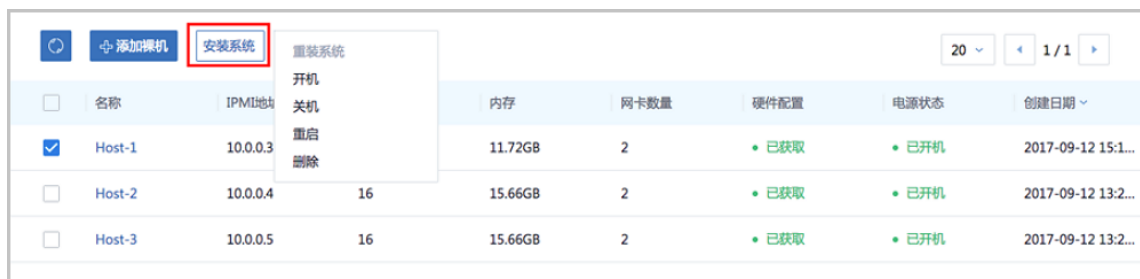 添加裸机 安装系统 20 1/1
重装系统
开机
关机
重启
删除
名称 IPMI地址 内存 网卡数量 硬件配置 电源状态 创建日期
Host-1 10.0.0.3 11.72GB 2 已获取 已开机 2017-09-12 15:1...
Host-2 10.0.0.4 16 15.66GB 2 已获取 已开机 2017-09-12 13:2...
Host-3 10.0.0.5 16 15.66GB 2 已获取 已开机 2017-09-12 13:2...